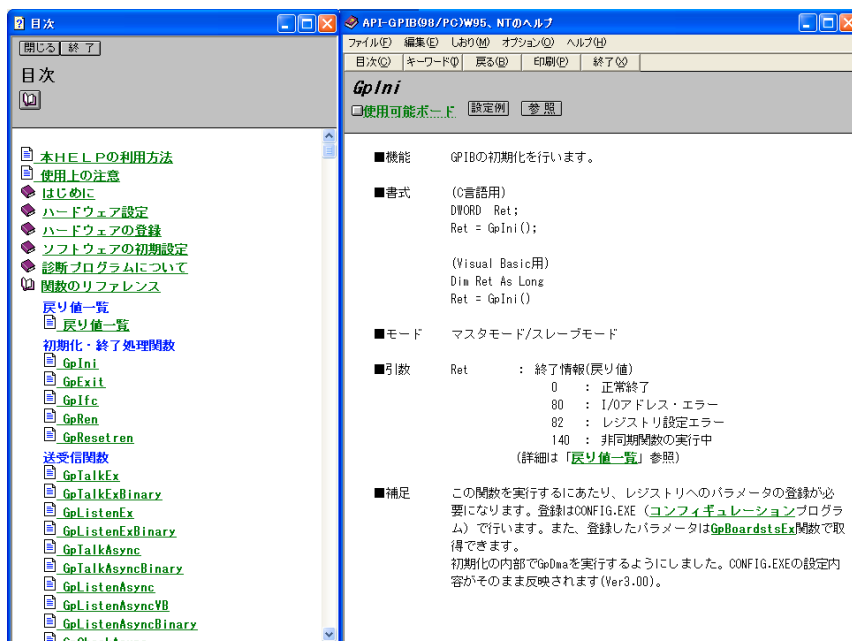 目次
閉じる 終了
目次
本ＨＥＬＰの利用方法
使用上の注意
はじめに
ハードウェア設定
ハードウェアの登録
ソフトウェアの初期設定
診断プログラムについて
関数のリファレンス
戻り値一覧
戻り値一覧
初期化・終了処理関数
GpIni
GpExit
GpIfc
GpRen
GpResetren
送受信関数
GpTalkEx
GpTalkExBinary
GpListenEx
GpListenExBinary
GpTalkAsync
GpTalkAsyncBinary
GpListenAsync
GpListenAsyncVB
GpListenAsyncBinary
API-GPIB(98/PC)W95、NTのヘルプ
ファイル(F) 編集(E) しおり(M) オプション(O) ヘルプ(H)
目次(C) キーワード(I) 戻る(B) 印刷(P) 終了(X)
GpIni
使用可能ボード 設定例 参照
■機能 GPIBの初期化を行います。
■書式 (C言語用)
DWORD Ret;
Ret = GpIni();
(Visual Basic用)
Dim Ret As Long
Ret = GpIni()
■モード マスタモード/スレーブモード
■引数 Ret : 終了情報(戻り値)
0 : 正常終了
80 : I/Oアドレス・エラー
82 : レジストリ設定エラー
140 : 非同期関数の実行中
(詳細は「戻り値一覧」参照)
■補足 この関数を実行するにあたり、レジストリへのパラメータの登録が必
要になります。登録はCONFIG.EXE（コンフィギュレーションプログラ
ム）で行います。また、登録したパラメータはGpBoardstsEx関数で取
得できます。
初期化の内部でGpDmaを実行するようにしました。CONFIG.EXEの設定内
容がそのまま反映されます(Ver3.00)。